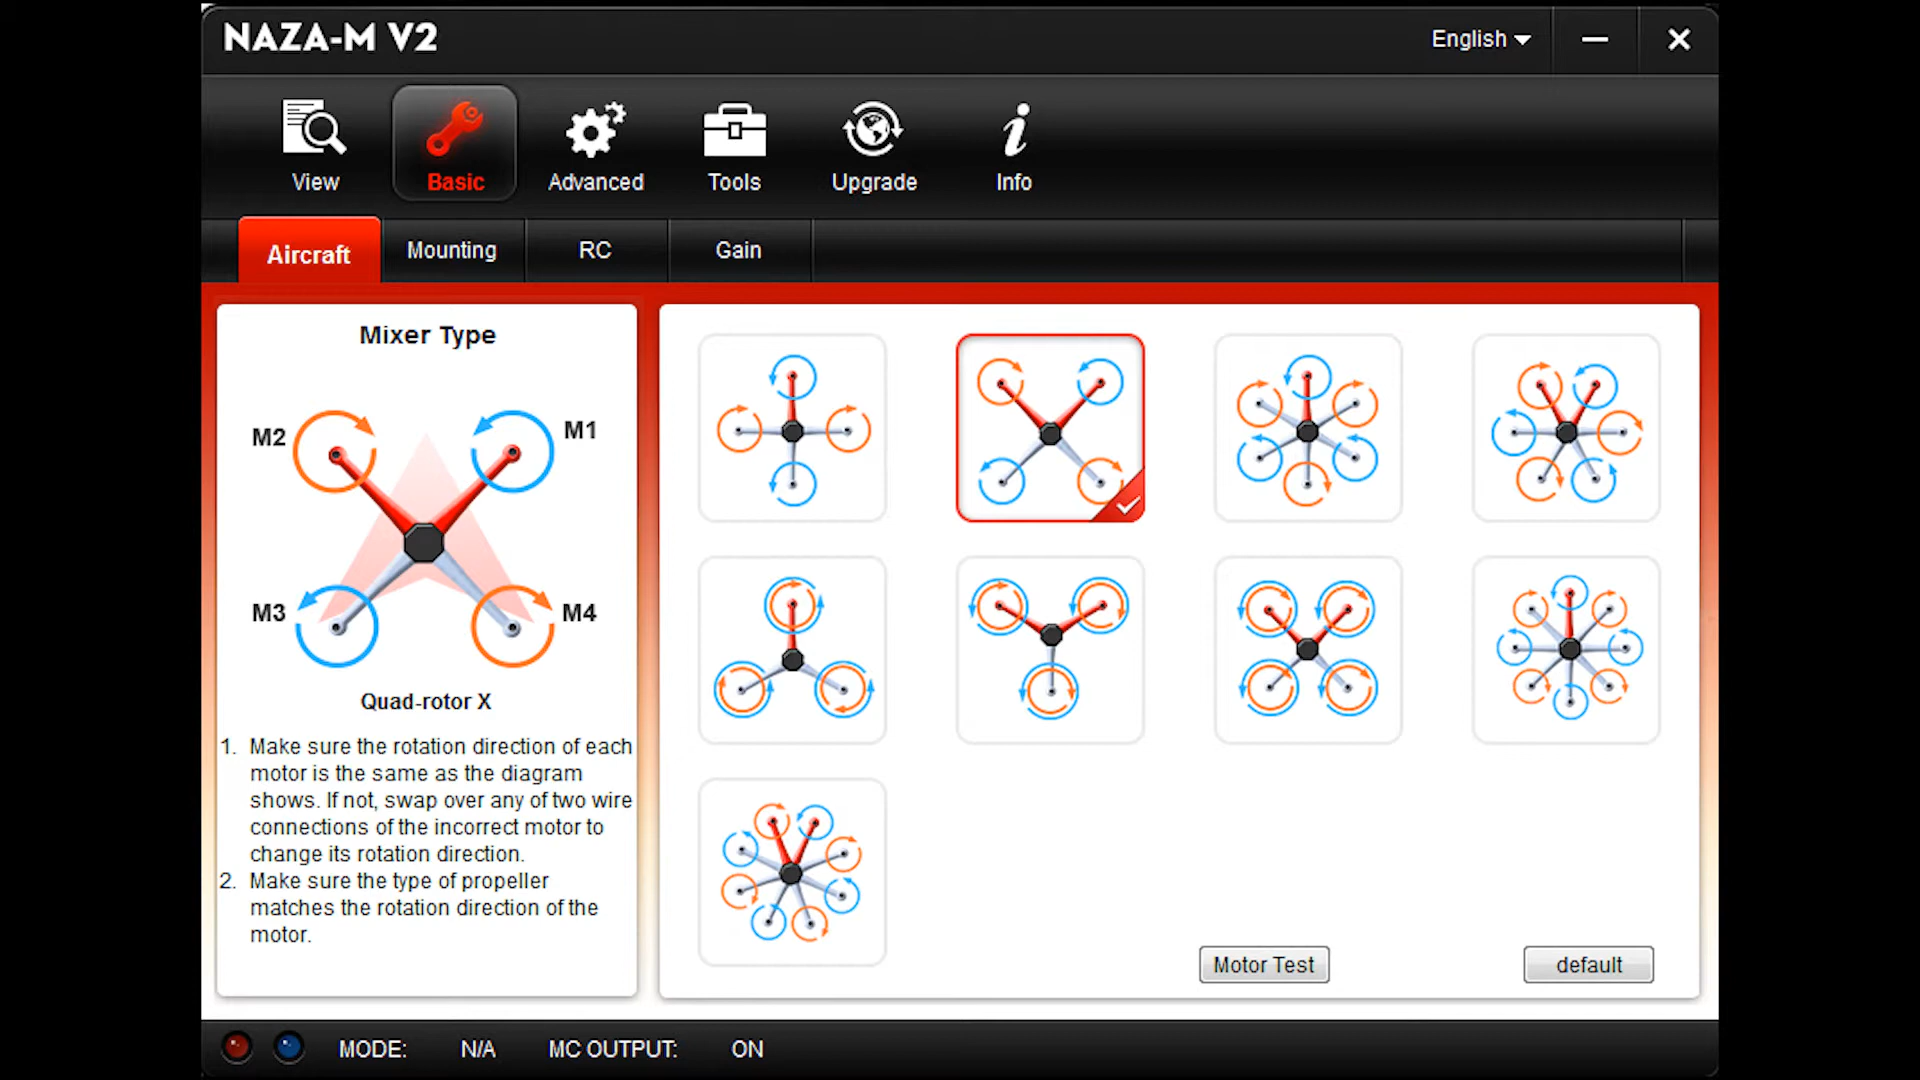 NAZA-M V2
English
View
Basic
Advanced
Tools
Upgrade
Info
Aircraft
Mounting
RC
Gain
Mixer Type
M2
M1
M3
M4
Quad-rotor X
1. Make sure the rotation direction of each
motor is the same as the diagram
shows. If not, swap over any of two wire
connections of the incorrect motor to
change its rotation direction.
2. Make sure the type of propeller
matches the rotation direction of the
motor.
Motor Test
default
MODE: N/A MC OUTPUT: ON